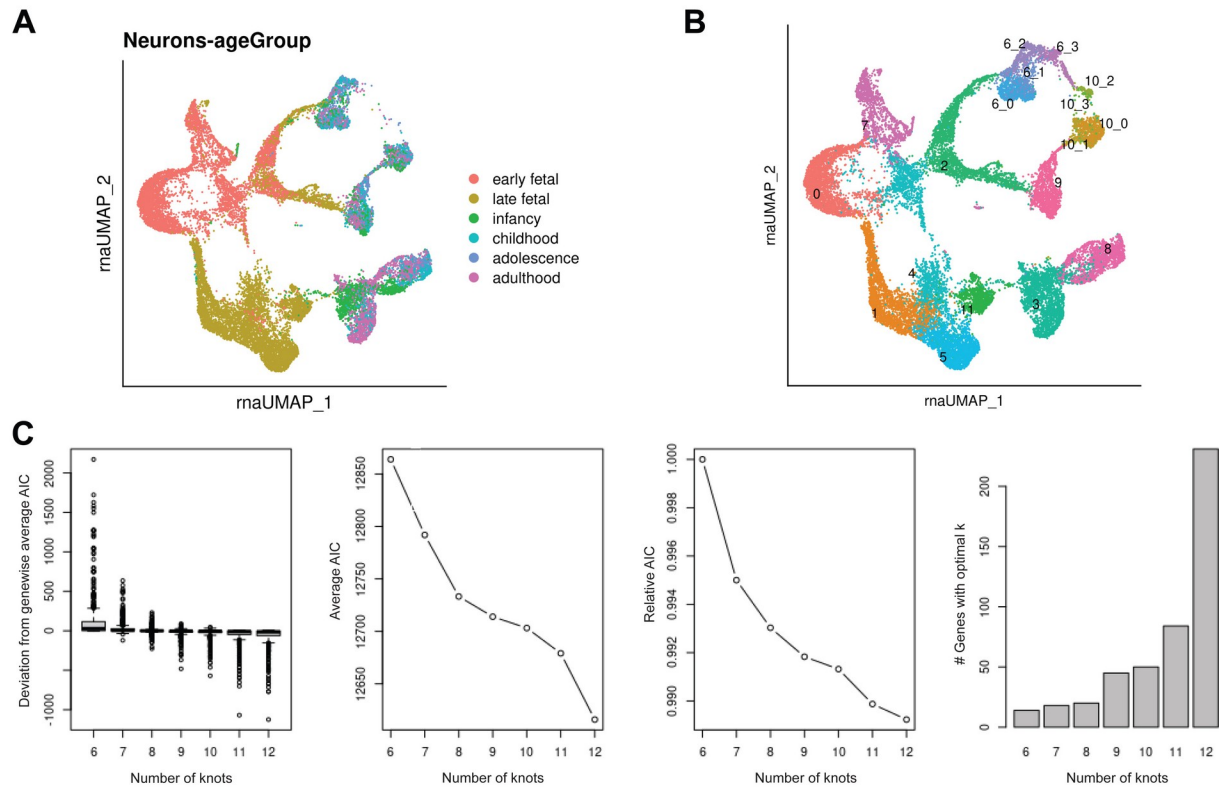 A
Neurons-ageGroup
rnaUMAP_2
rnaUMAP_1
early fetal
late fetal
infancy
childhood
adolescence
adulthood
B
rnaUMAP_2
rnaUMAP_1
6_2
6_3
6_1
6_0
10_2
10_3
10_0
10_1
7
2
9
0
8
4
3
1
11
5
C
Deviation from genewise average AIC
2000
1500
1000
500
0
-1000
6 7 8 9 10 11 12
Number of knots
Average AIC
12850
12800
12750
12700
12650
6 7 8 9 10 11 12
Number of knots
Relative AIC
1.000
0.998
0.996
0.994
0.992
0.990
6 7 8 9 10 11 12
Number of knots
# Genes with optimal k
200
150
100
50
0
6 7 8 9 10 11 12
Number of knots